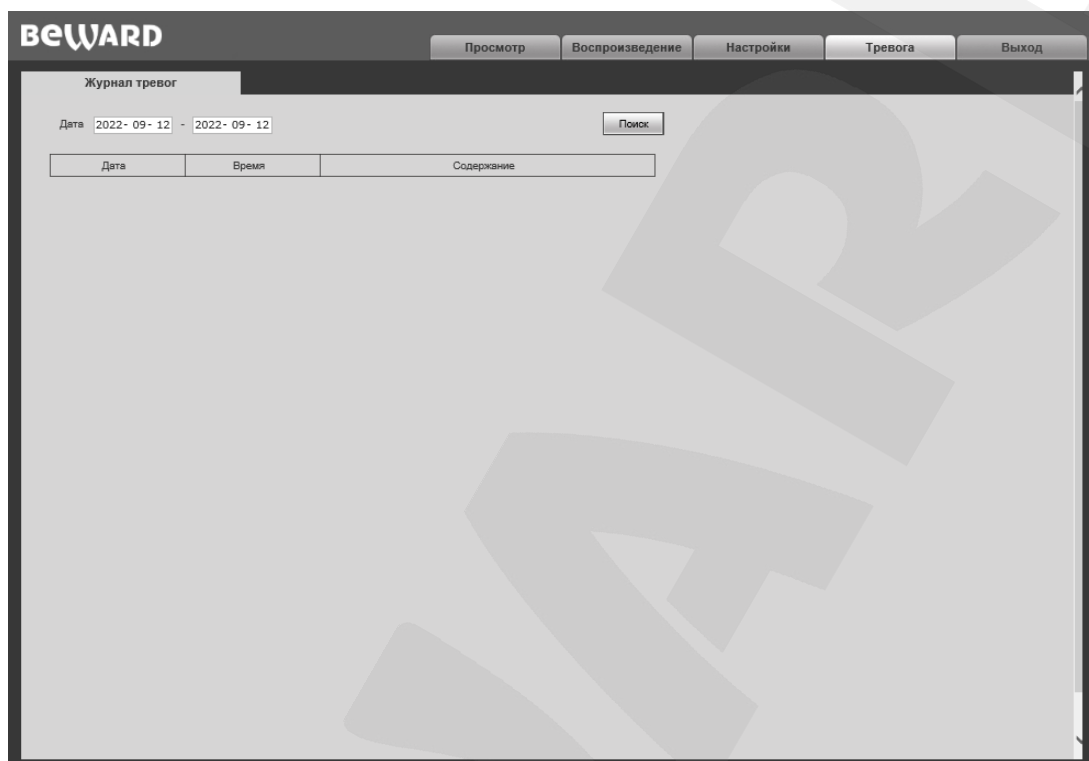 BEWARD
Просмотр Воспроизведение Настройки Тревога Выход
Журнал тревог
Дата 2022- 09- 12 - 2022- 09- 12 Поиск
Дата Время Содержание